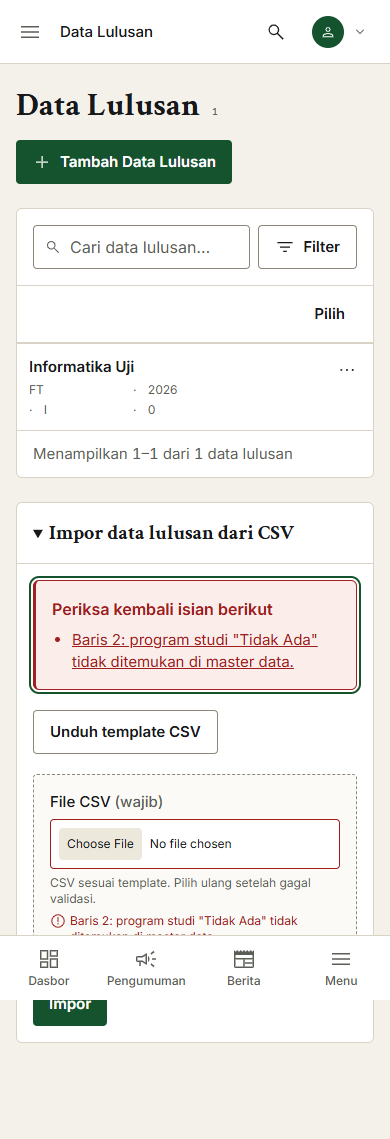 Data Lulusan
Data Lulusan 1
Tambah Data Lulusan
Cari data lulusan...
Filter
Pilih
Informatika Uji
...
FT · 2026
· I · 0
Menampilkan 1–1 dari 1 data lulusan
Impor data lulusan dari CSV
Periksa kembali isian berikut
• Baris 2: program studi "Tidak Ada"
tidak ditemukan di master data.
Unduh template CSV
File CSV (wajib)
Choose File No file chosen
CSV sesuai template. Pilih ulang setelah gagal
validasi.
Baris 2: program studi "Tidak Ada" tidak
Dasbor
Pengumuman
Berita
Menu
Impor